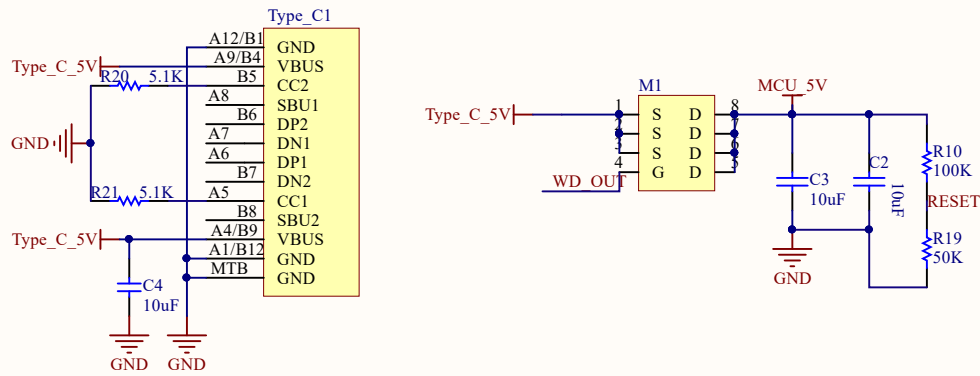 Type_C1
A12/B1 GND
Type_C_5V A9/B4 VBUS
R20 5.1K B5 CC2
A8 SBU1
B6 DP2
GND A7 DN1
A6 DP1
B7 DN2
R21 5.1K A5 CC1
B8 SBU2
Type_C_5V A4/B9 VBUS
A1/B12 GND
MTB GND
C4
10uF
GND GND
M1 MCU_5V
Type_C_5V 1 S D 8
2 S D 7
3 S D 6
4 G D 5
WD_OUT
C3
10uF
C2
10uF
R10
100K
RESET
R19
50K
GND